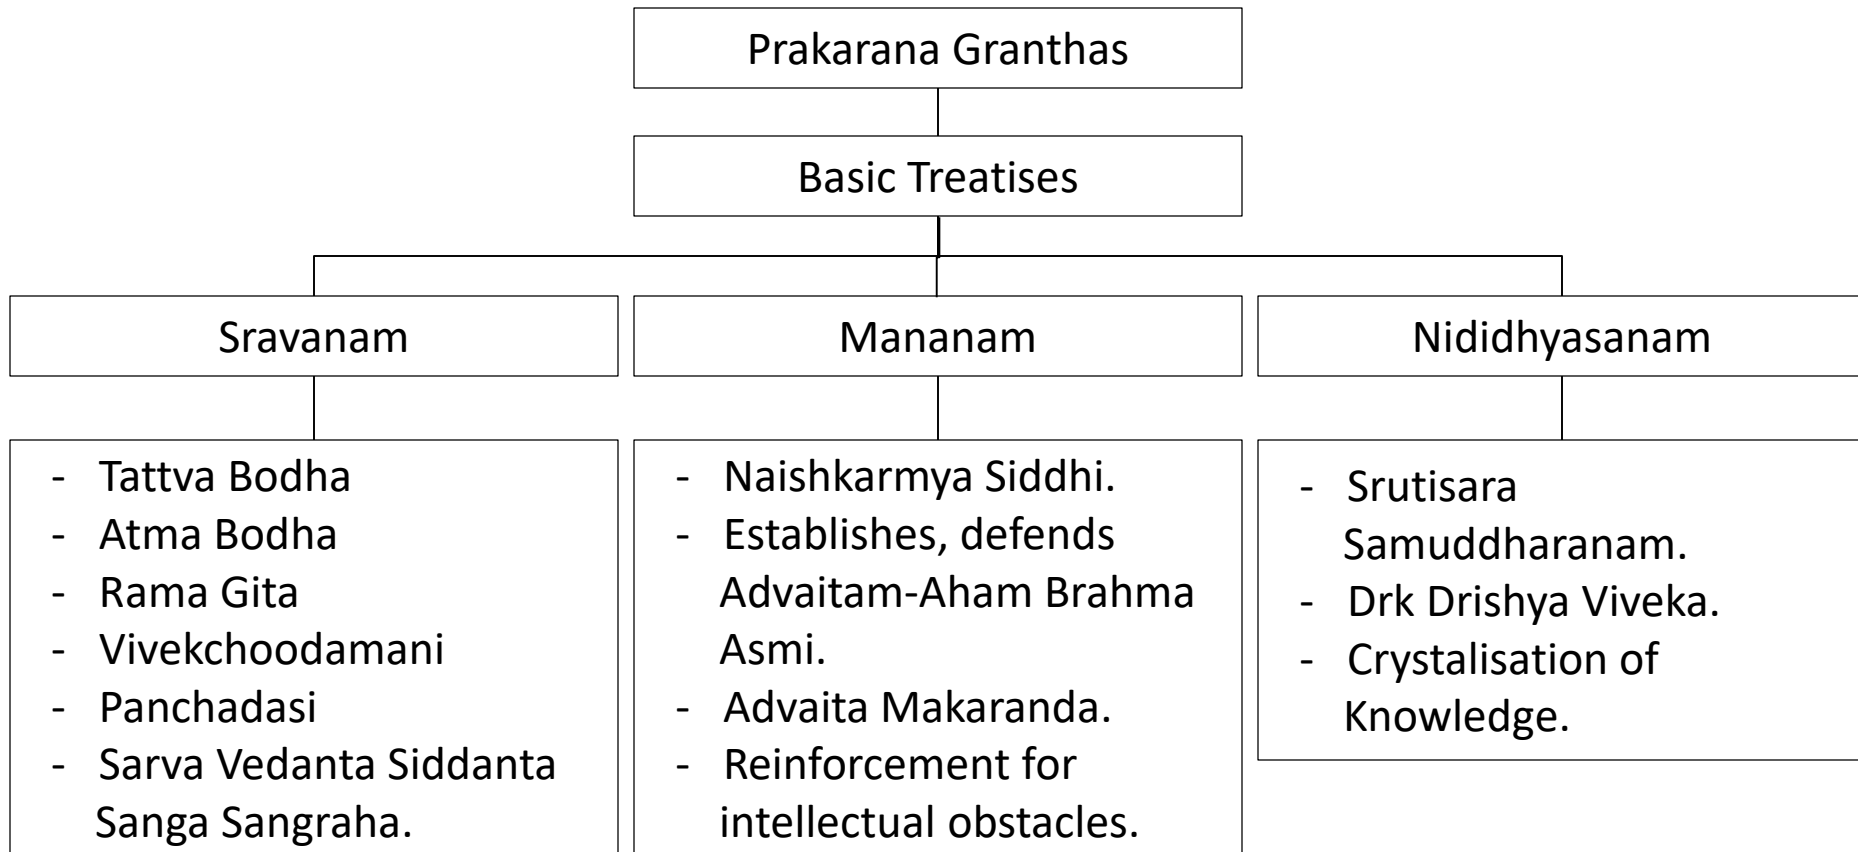 Prakarana Granthas
Basic Treatises
Sravanam
Mananam
Nididhyasanam
- Tattva Bodha
- Atma Bodha
- Rama Gita
- Vivekchoodamani
- Panchadasi
- Sarva Vedanta Siddanta
Sanga Sangraha.
- Naishkarmya Siddhi.
- Establishes, defends
Advaitam-Aham Brahma
Asmi.
- Advaita Makaranda.
- Reinforcement for
intellectual obstacles.
- Srutisara
Samuddharanam.
- Drk Drishya Viveka.
- Crystalisation of
Knowledge.